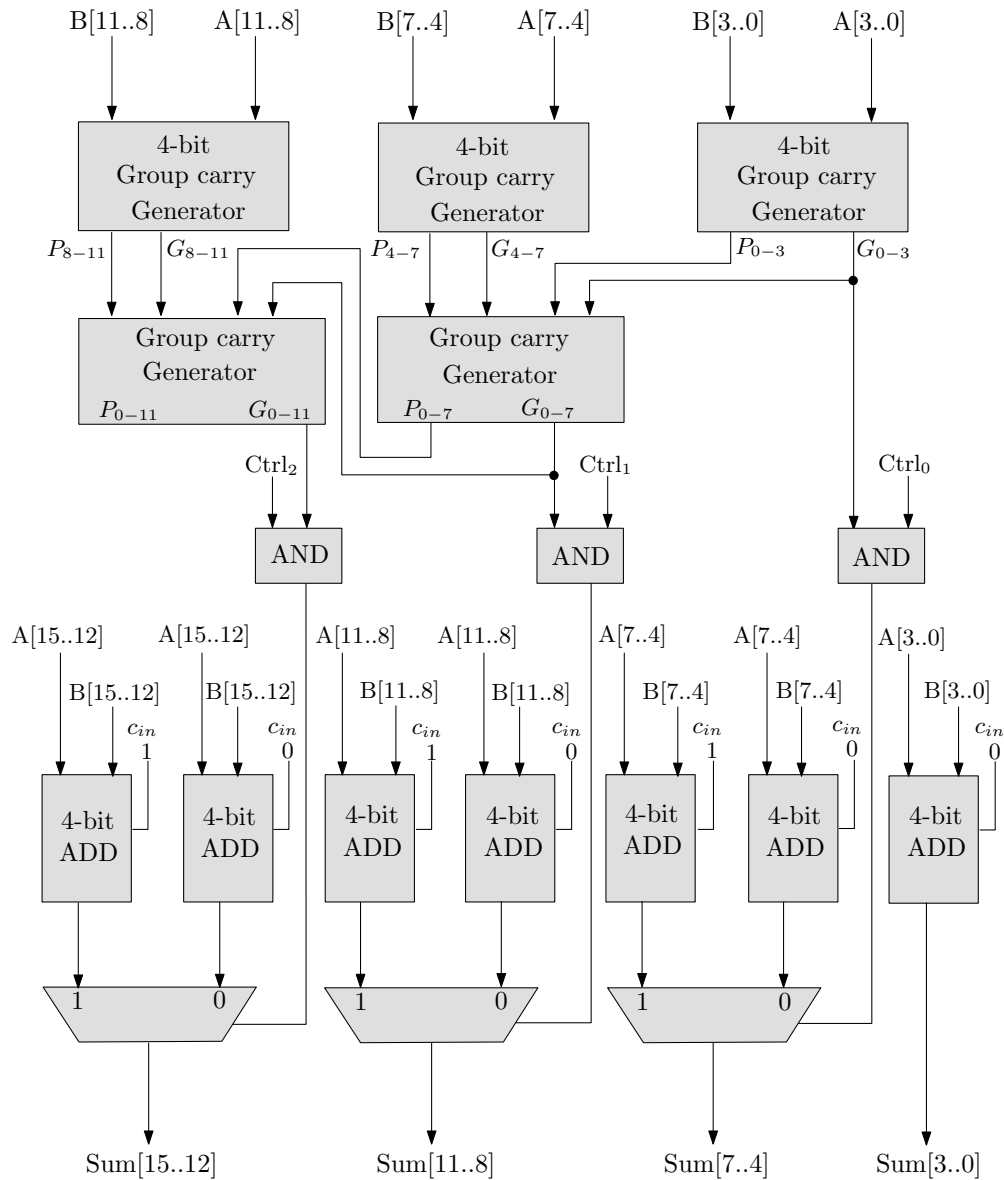 B[11..8] A[11..8] B[7..4] A[7..4] B[3..0] A[3..0]
4-bit
Group carry
Generator
4-bit
Group carry
Generator
4-bit
Group carry
Generator
P8−11 G8−11 P4−7 G4−7 P0−3 G0−3
Group carry
Generator
P0−11 G0−11
Group carry
Generator
P0−7 G0−7
Ctrl2 Ctrl1 Ctrl0
AND AND AND
A[15..12] A[15..12] A[11..8] A[11..8] A[7..4] A[7..4] A[3..0]
B[15..12] B[15..12] B[11..8] B[11..8] B[7..4] B[7..4] B[3..0]
cin cin cin cin cin cin cin
1 0 1 0 1 0 0
4-bit
ADD
4-bit
ADD
4-bit
ADD
4-bit
ADD
4-bit
ADD
4-bit
ADD
4-bit
ADD
1 0 1 0 1 0
Sum[15..12] Sum[11..8] Sum[7..4] Sum[3..0]